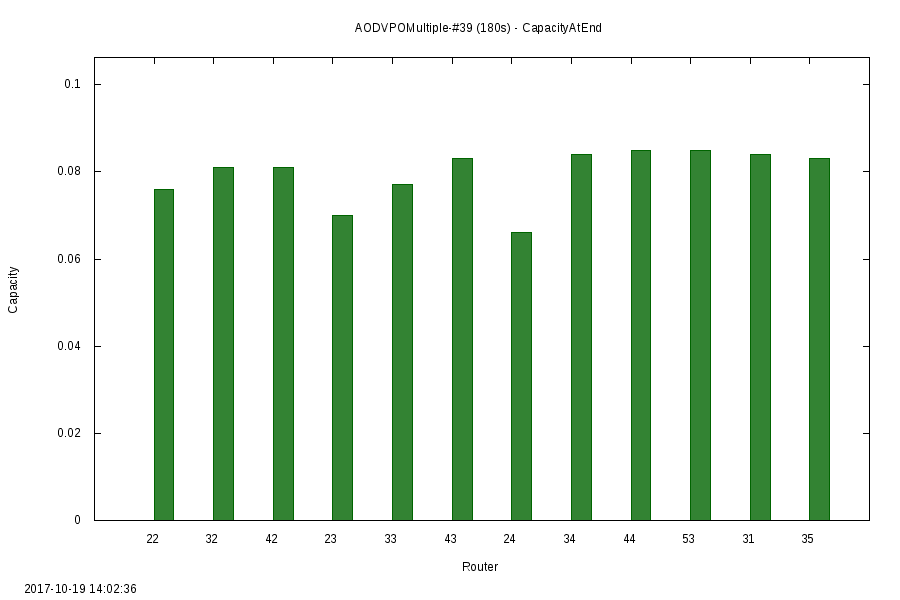 AODVPOMultiple-#39 (180s) - CapacityAtEnd
0.1
0.08
0.06
0.04
0.02
0
Capacity
22 32 42 23 33 43 24 34 44 53 31 35
Router
2017-10-19 14:02:36